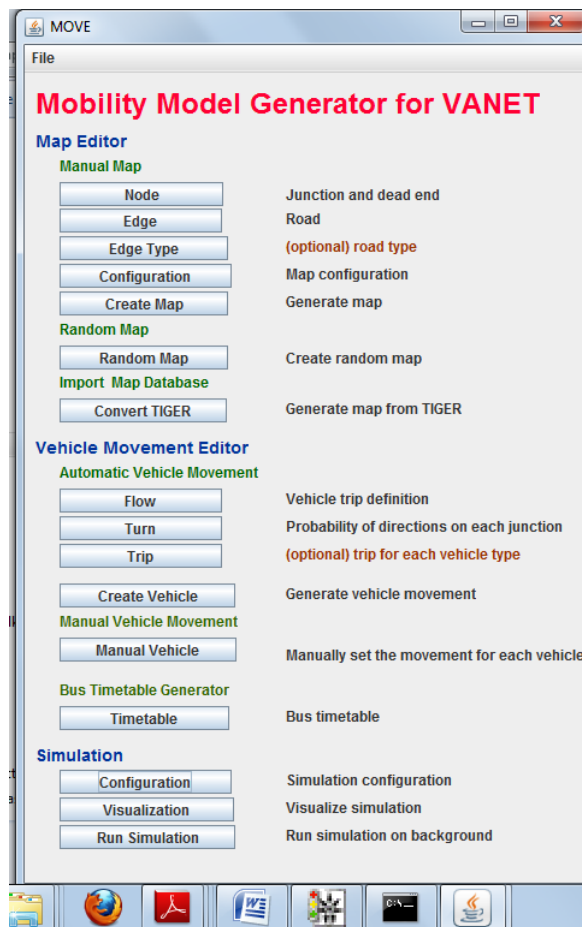 MOVE
File
Mobility Model Generator for VANET
Map Editor
Manual Map
Node Junction and dead end
Edge Road
Edge Type (optional) road type
Configuration Map configuration
Create Map Generate map
Random Map
Random Map Create random map
Import Map Database
Convert TIGER Generate map from TIGER
Vehicle Movement Editor
Automatic Vehicle Movement
Flow Vehicle trip definition
Turn Probability of directions on each junction
Trip (optional) trip for each vehicle type
Create Vehicle Generate vehicle movement
Manual Vehicle Movement
Manual Vehicle Manually set the movement for each vehicle
Bus Timetable Generator
Timetable Bus timetable
Simulation
Configuration Simulation configuration
Visualization Visualize simulation
Run Simulation Run simulation on background
C:\_